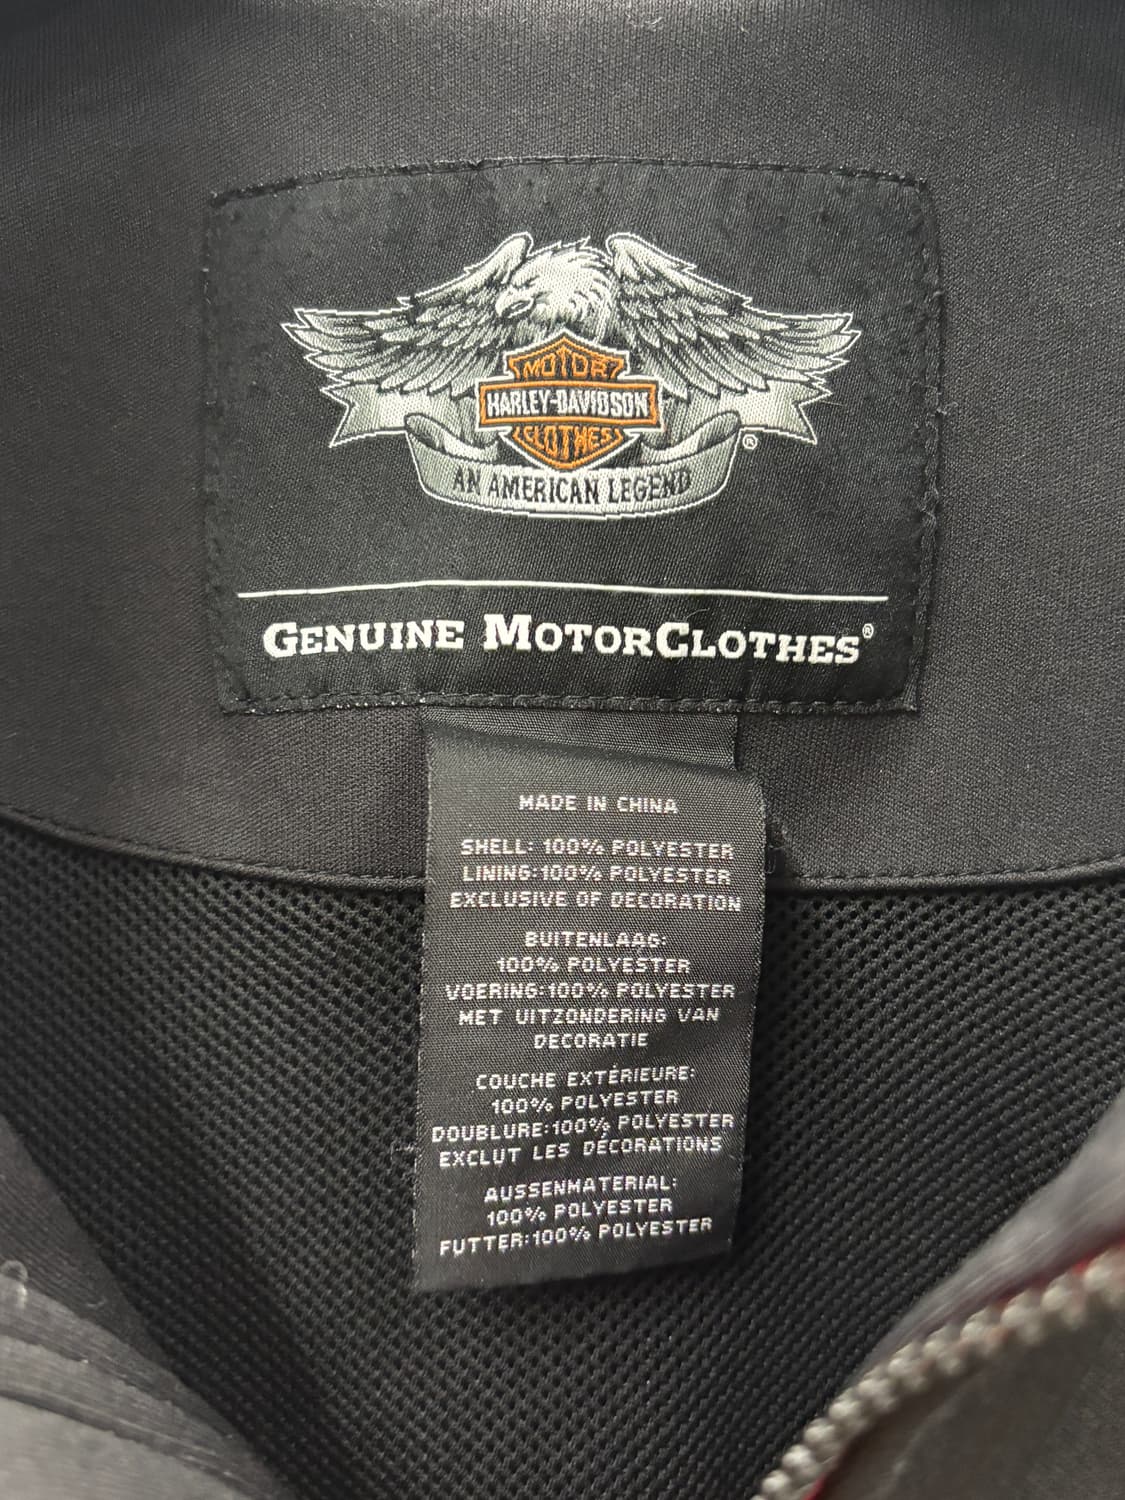 MOTOR
HARLEY-DAVIDSON
CLOTHES
®
AN AMERICAN LEGEND
GENUINE MOTORCLOTHES®
MADE IN CHINA
SHELL: 100% POLYESTER
LINING:100% POLYESTER
EXCLUSIVE OF DECORATION
BUITENLAAG:
100% POLYESTER
VOERING:100% POLYESTER
MET UITZONDERING VAN
DECORATIE
COUCHE EXTÉRIEURE:
100% POLYESTER
DOUBLURE:100% POLYESTER
EXCLUT LES DÉCORATIONS
AUSSENMATERIAL:
100% POLYESTER
FUTTER:100% POLYESTER